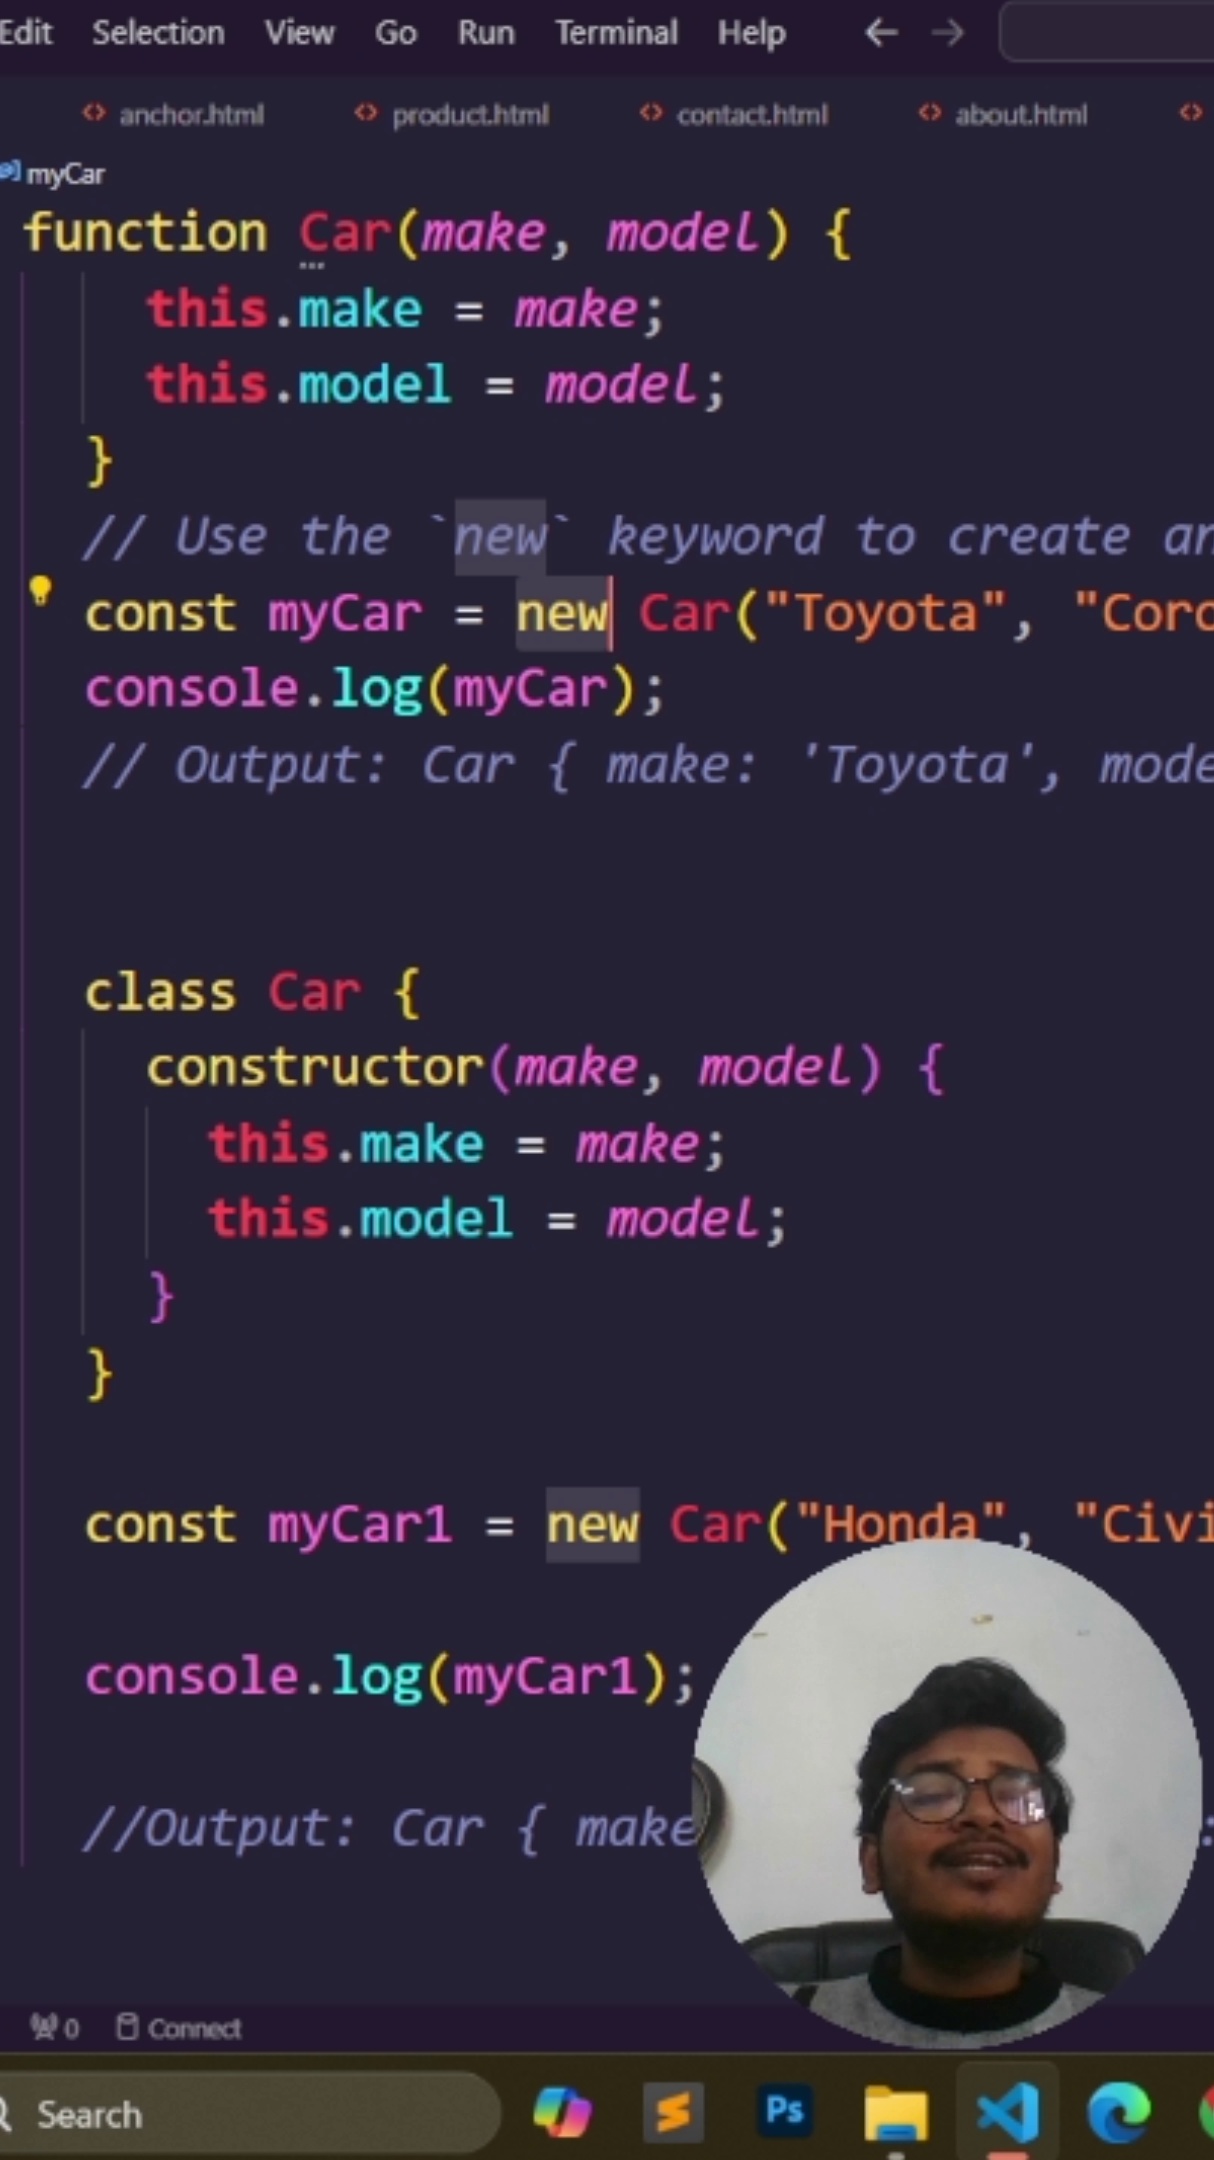 Edit Selection View Go Run Terminal Help
anchor.html product.html contact.html about.html
myCar
function Car(make, model) {
this.make = make;
this.model = model;
}
// Use the `new` keyword to create an
const myCar = new Car("Toyota", "Coro
console.log(myCar);
// Output: Car { make: 'Toyota', mode
class Car {
constructor(make, model) {
this.make = make;
this.model = model;
}
}
const myCar1 = new Car("Honda", "Civi
console.log(myCar1);
//Output: Car { make :
0 Connect
Search Ps